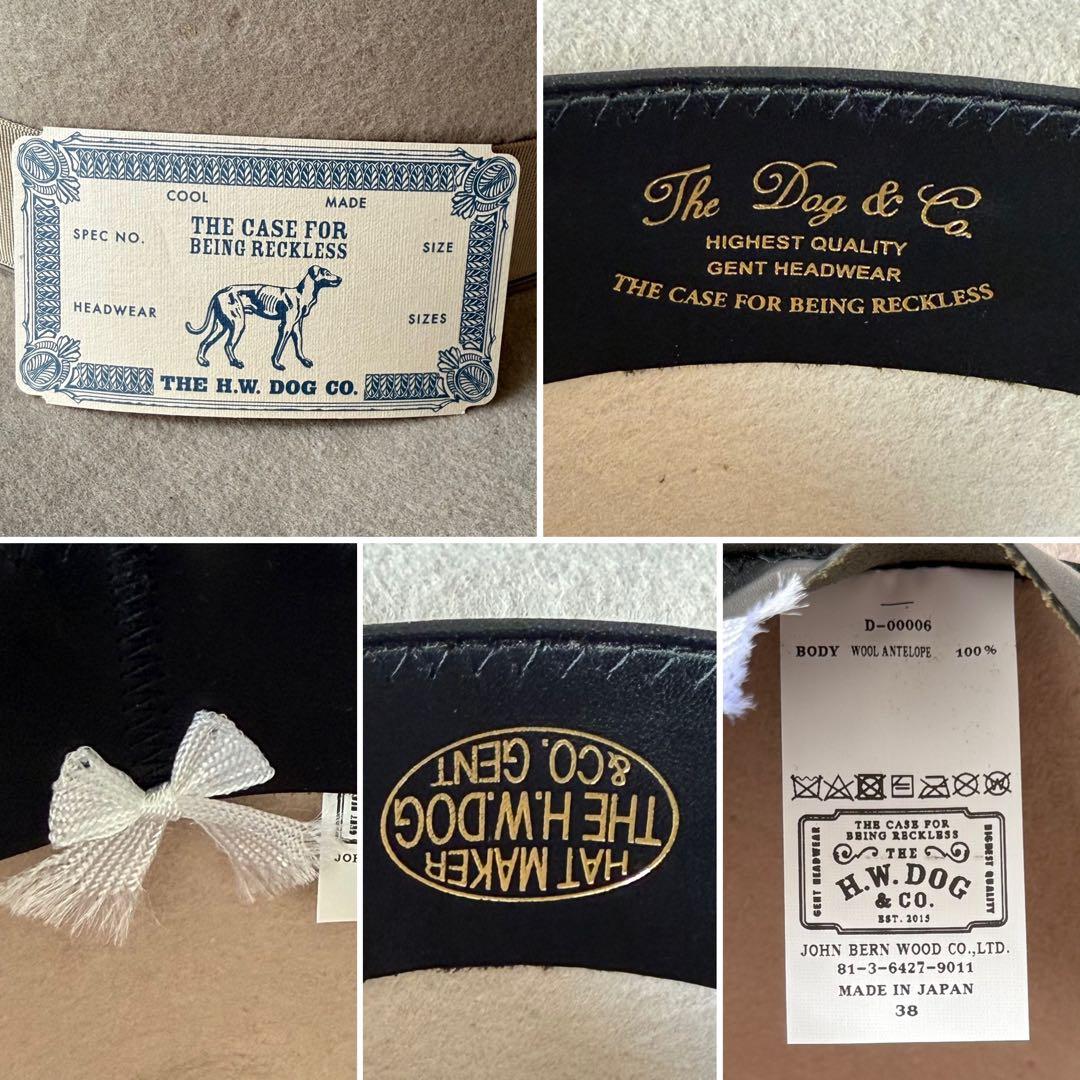 COOL MADE
THE CASE FOR
BEING RECKLESS
SPEC NO. SIZE
HEADWEAR SIZES
THE H.W. DOG CO.
The Dog & Co.
HIGHEST QUALITY
GENT HEADWEAR
THE CASE FOR BEING RECKLESS
JOH
HAT MAKER
THE H.W.DOG
&CO. GENT
D-00006
BODY WOOL ANTELOPE 100%
THE CASE FOR
BEING RECKLESS
GENT HEADWEAR
THE
HIGHEST QUALITY
H.W. DOG
& CO.
EST. 2015
JOHN BERN WOOD CO.,LTD.
81-3-6427-9011
MADE IN JAPAN
38